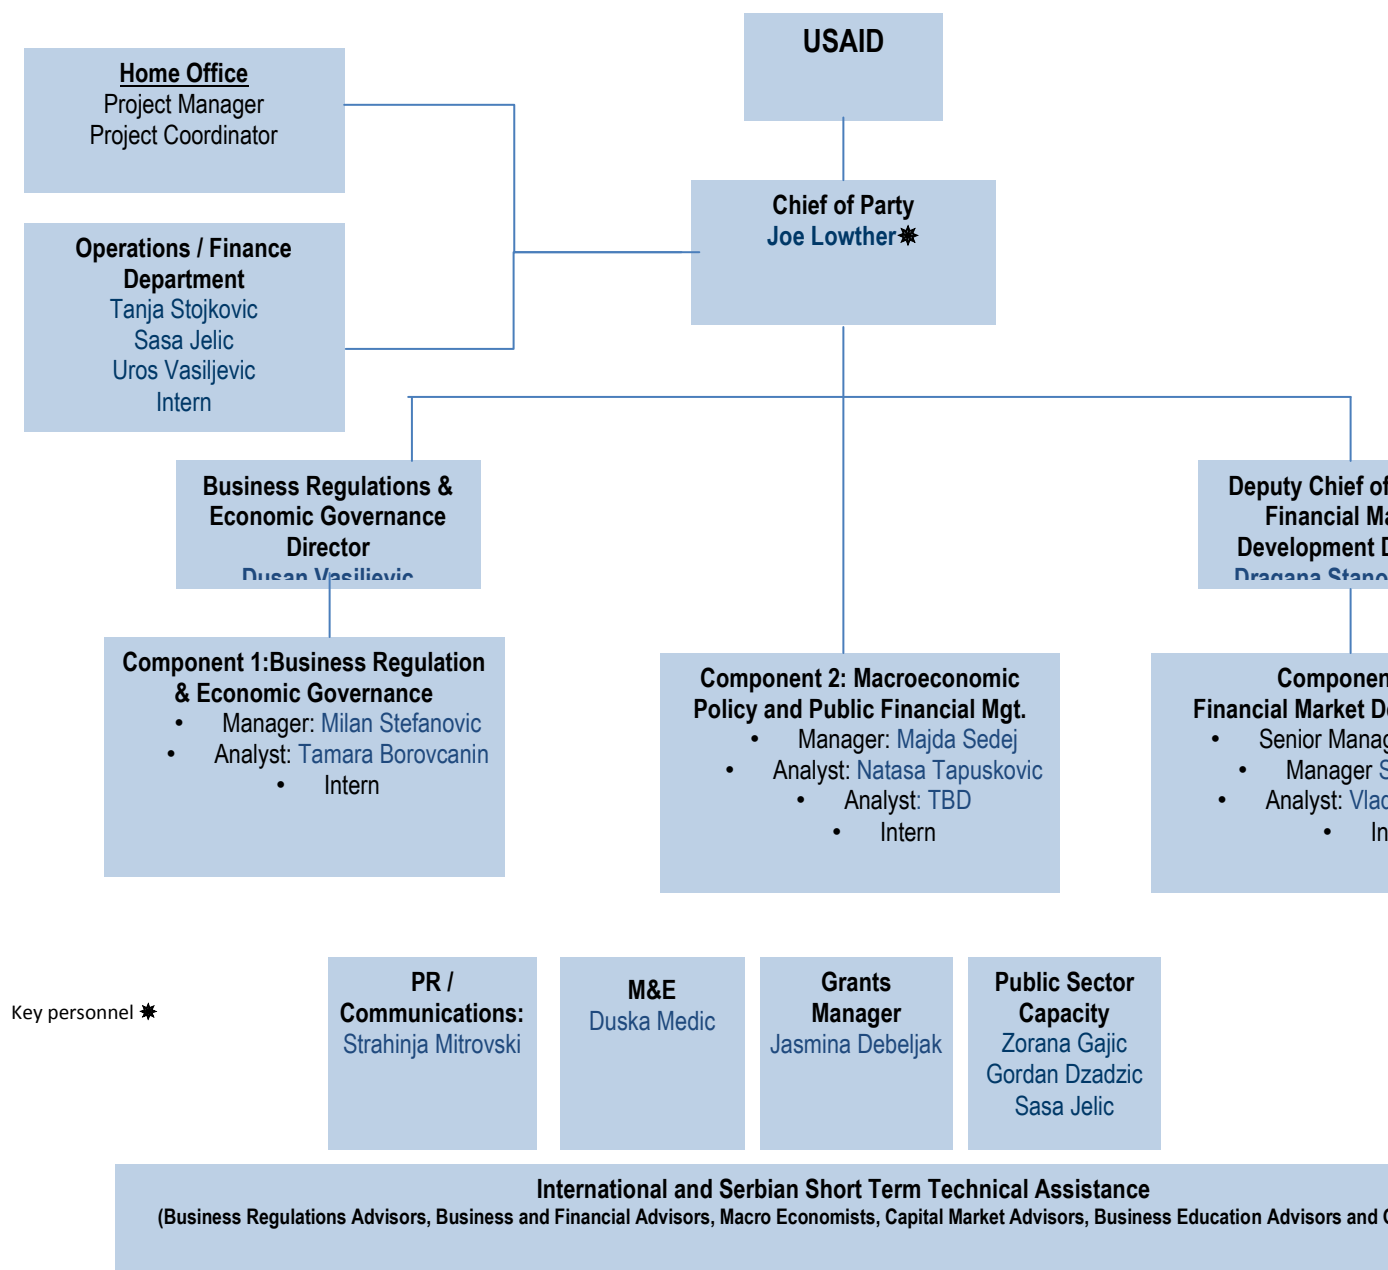 USAID
Home Office
Project Manager
Project Coordinator
Chief of Party
Joe Lowther
Operations / Finance
Department
Tanja Stojkovic
Sasa Jelic
Uros Vasiljevic
Intern
Business Regulations &
Economic Governance
Director
Dusan Vasiljevic
Deputy Chief of
Financial
Development
Dragana
Component 1:Business Regulation
& Economic Governance
• Manager: Milan Stefanovic
• Analyst: Tamara Borovcanin
• Intern
Component 2: Macroeconomic
Policy and Public Financial Mgt.
• Manager: Majda Sedej
• Analyst: Natasa Tapuskovic
• Analyst: TBD
• Intern
Financial Market
• Senior
• Manager
• Analyst:
Key personnel
PR /
Communications:
Strahinja Mitrovski
M&E
Duska Medic
Grants
Manager
Jasmina Debeljak
Public Sector
Capacity
Zorana Gajic
Gordan Dzadzic
Sasa Jelic
International and Serbian Short Term Technical Assistance
(Business Regulations Advisors, Business and Financial Advisors, Macro Economists, Capital Market Advisors, Business Education Advisors and